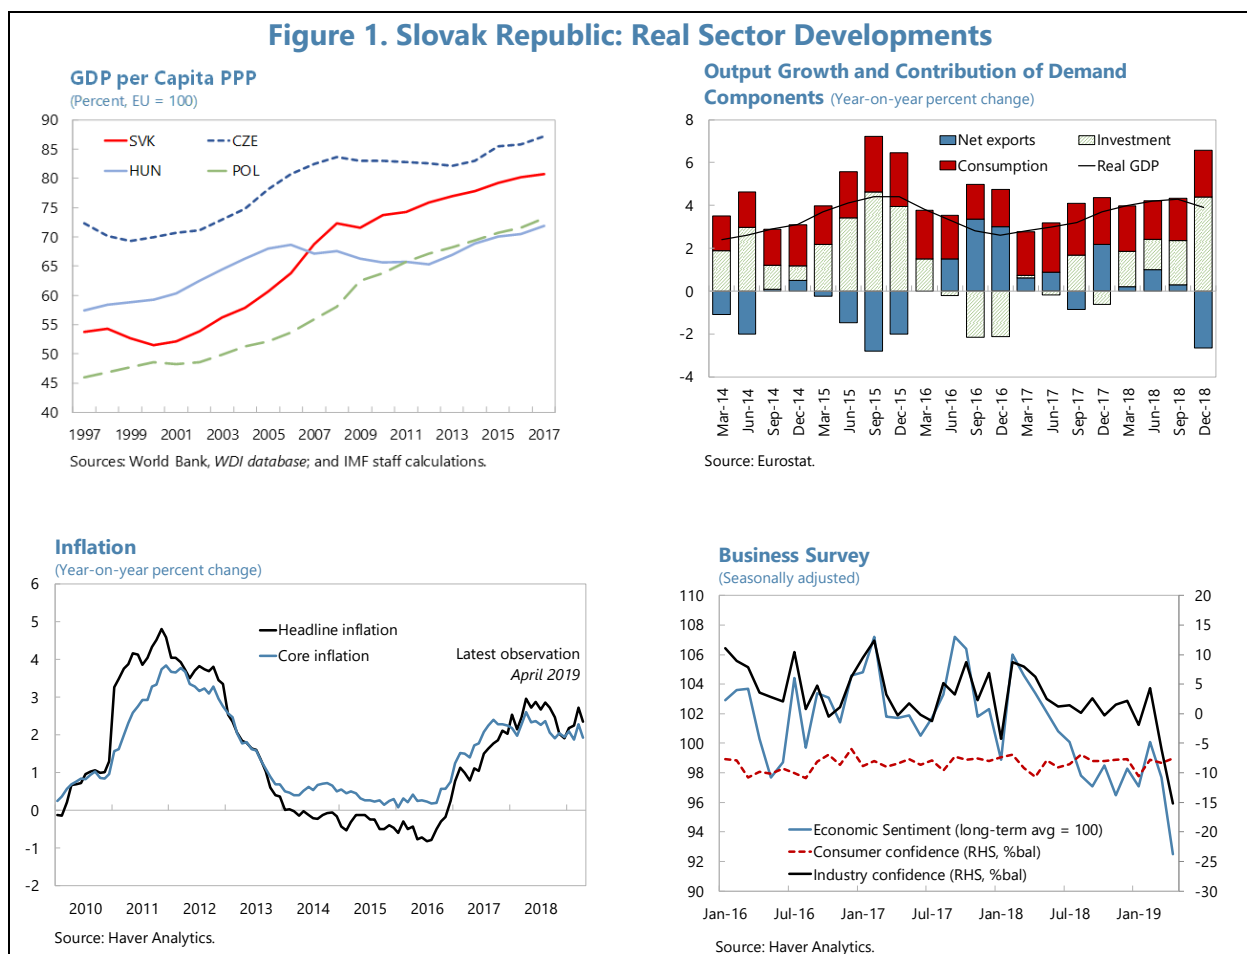 Figure 1. Slovak Republic: Real Sector Developments
GDP per Capita PPP
(Percent, EU = 100)
90
85
80
75
70
65
60
55
50
45
40
SVK
CZE
HUN
POL
1997 1999 2001 2003 2005 2007 2009 2011 2013 2015 2017
Sources: World Bank, WDI database; and IMF staff calculations.
Output Growth and Contribution of Demand
Components (Year-on-year percent change)
8
6
4
2
0
-2
-4
Net exports
Investment
Consumption
Real GDP
Mar-14
Jun-14
Sep-14
Dec-14
Mar-15
Jun-15
Sep-15
Dec-15
Mar-16
Jun-16
Sep-16
Dec-16
Mar-17
Jun-17
Sep-17
Dec-17
Mar-18
Jun-18
Sep-18
Dec-18
Source: Eurostat.
Inflation
(Year-on-year percent change)
6
5
4
3
2
1
0
-1
-2
Headline inflation
Core inflation
Latest observation
April 2019
2010 2011 2012 2013 2014 2015 2016 2017 2018
Source: Haver Analytics.
Business Survey
(Seasonally adjusted)
110
108
106
104
102
100
98
96
94
92
90
20
15
10
5
0
-5
-10
-15
-20
-25
-30
Economic Sentiment (long-term avg = 100)
Consumer confidence (RHS, %bal)
Industry confidence (RHS, %bal)
Jan-16 Jul-16 Jan-17 Jul-17 Jan-18 Jul-18 Jan-19
Source: Haver Analytics.